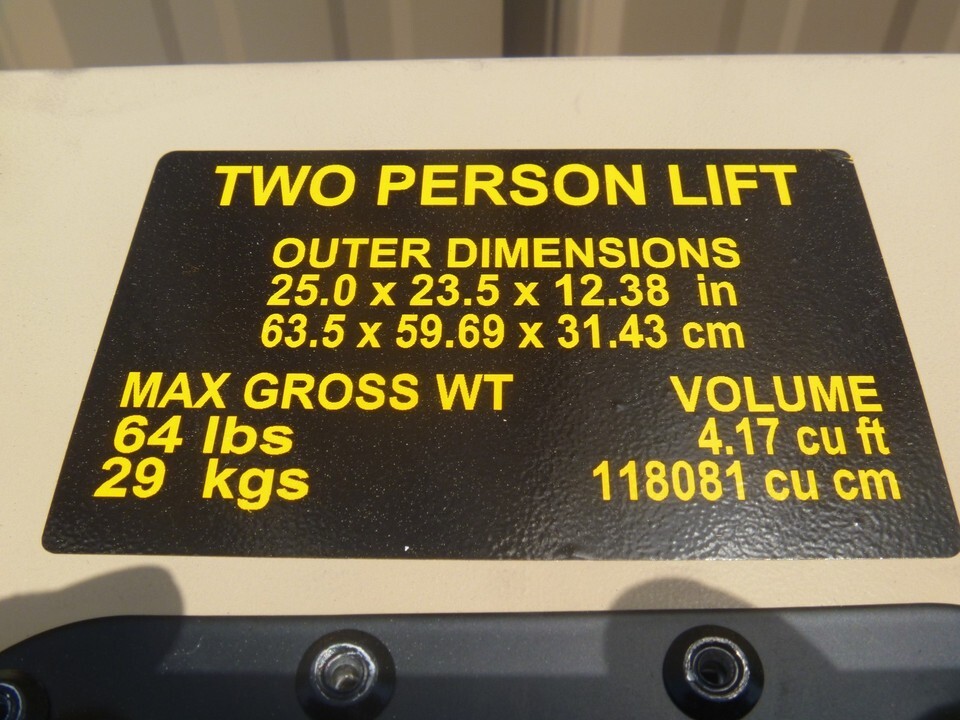 TWO PERSON LIFT
OUTER DIMENSIONS
25.0 x 23.5 x 12.38 in
63.5 x 59.69 x 31.43 cm
MAX GROSS WT
64 lbs
29 kgs
VOLUME
4.17 cu ft
118081 cu cm